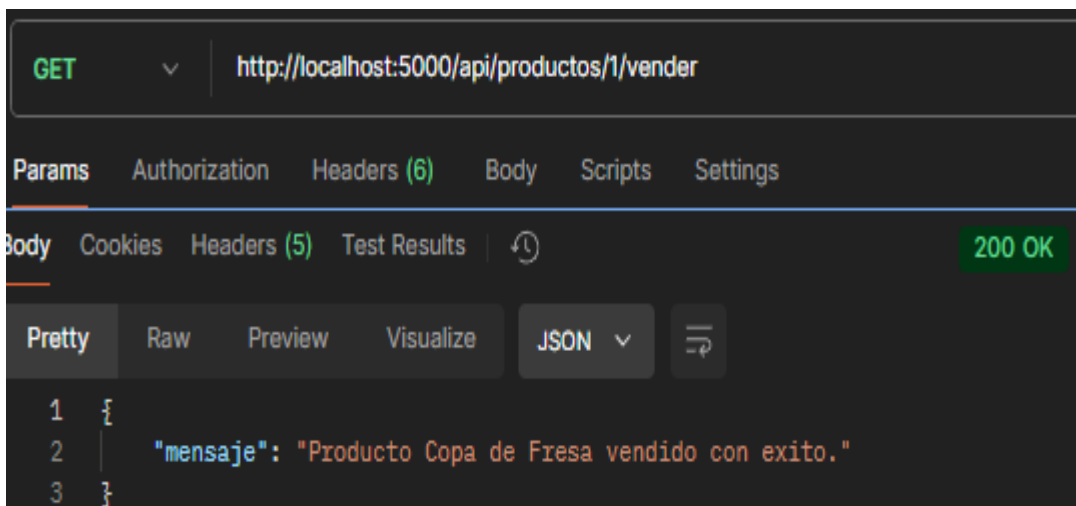 GET http://localhost:5000/api/productos/1/vender
Params Authorization Headers (6) Body Scripts Settings
Body Cookies Headers (5) Test Results 200 OK
Pretty Raw Preview Visualize JSON
1 {
2 "mensaje": "Producto Copa de Fresa vendido con exito."
3 }